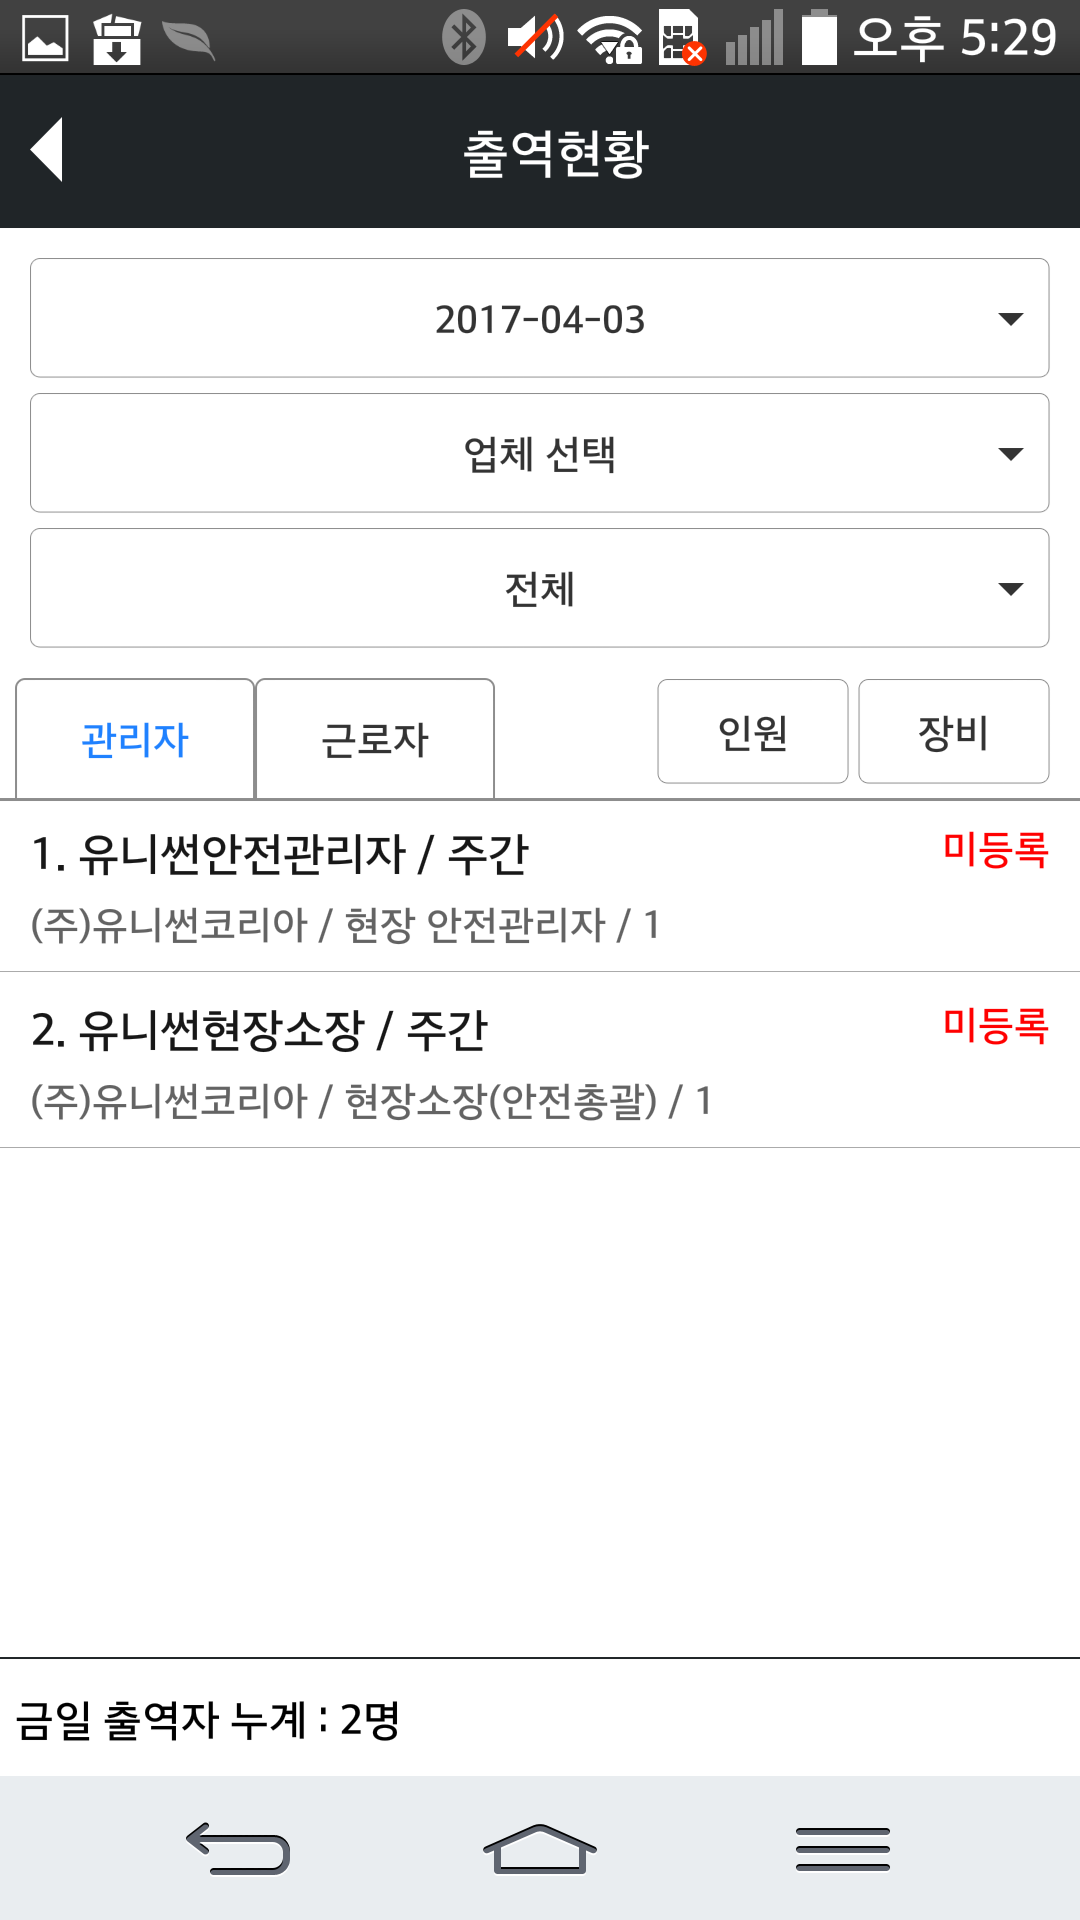 오후 5:29
출역현황
2017-04-03
업체 선택
전체
관리자 근로자 인원 장비
1. 유니썬안전관리자 / 주간 미등록
(주)유니썬코리아 / 현장 안전관리자 / 1
2. 유니썬현장소장 / 주간 미등록
(주)유니썬코리아 / 현장소장(안전총괄) / 1
금일 출역자 누계 : 2명